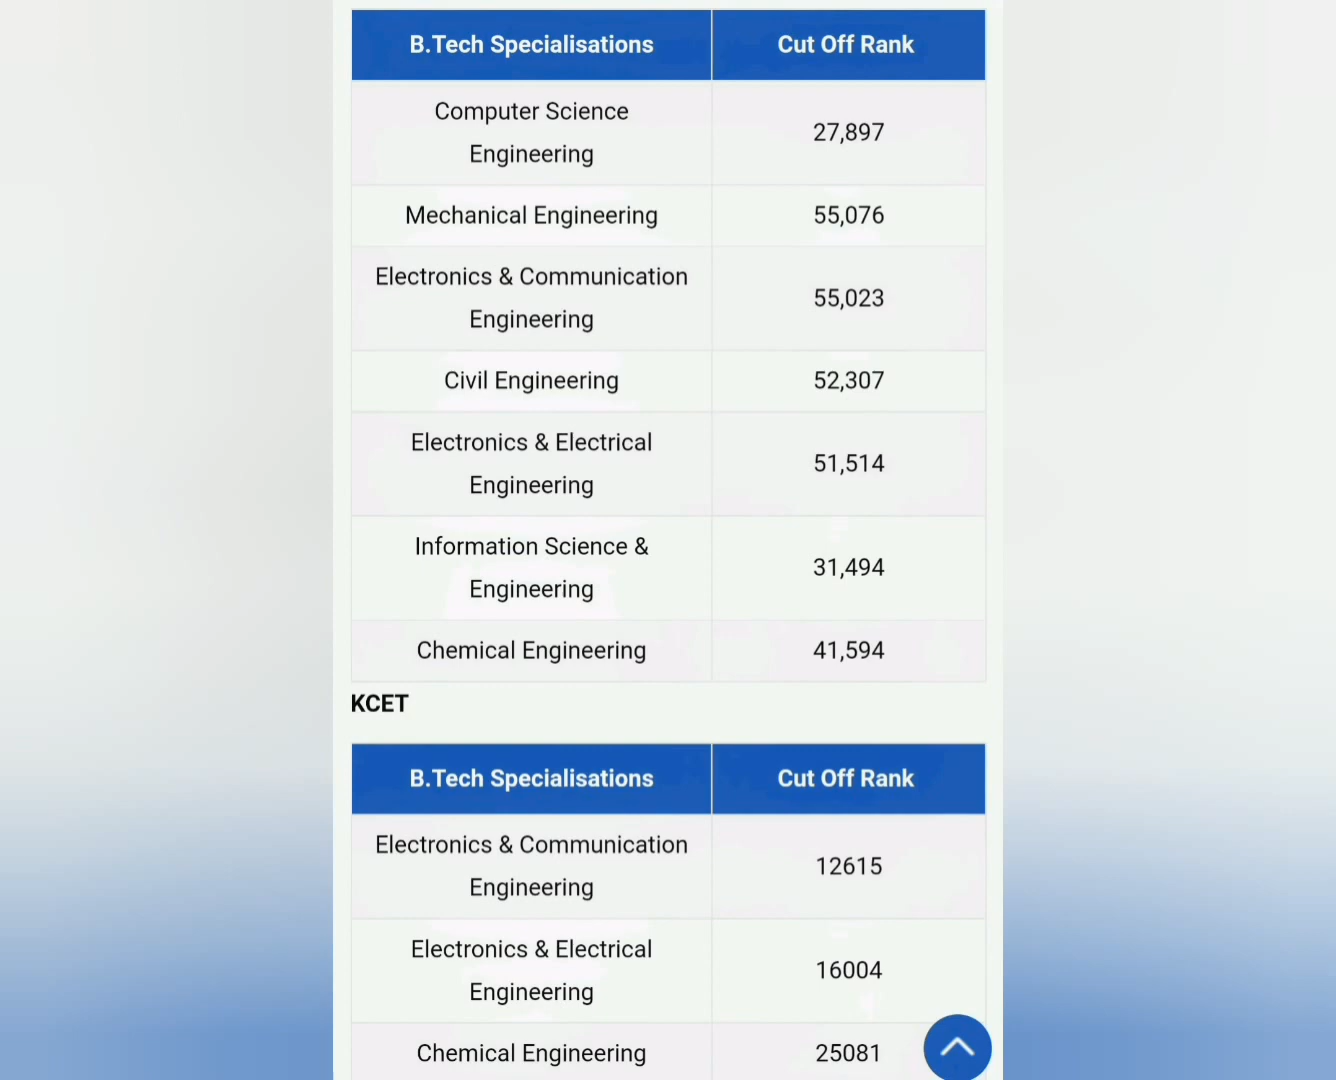 B.Tech Specialisations Cut Off Rank
Computer Science
Engineering
27,897
Mechanical Engineering 55,076
Electronics & Communication
Engineering
55,023
Civil Engineering 52,307
Electronics & Electrical
Engineering
51,514
Information Science &
Engineering
31,494
Chemical Engineering 41,594
KCET
B.Tech Specialisations Cut Off Rank
Electronics & Communication
Engineering
12615
Electronics & Electrical
Engineering
16004
Chemical Engineering 25081